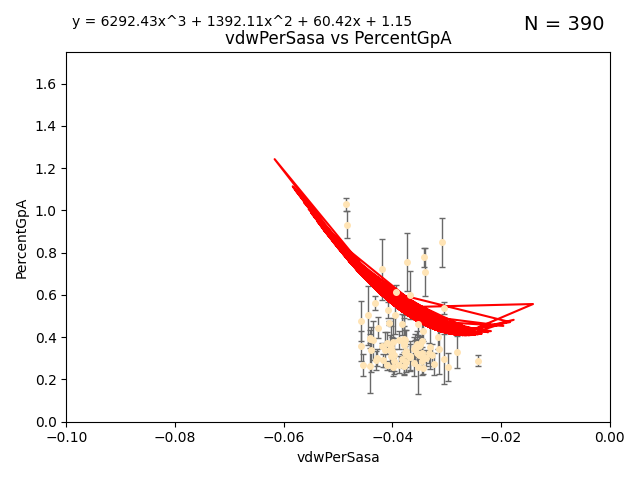 y = 6292.43x^3 + 1392.11x^2 + 60.42x + 1.15
N = 390
vdwPerSasa vs PercentGpA
PercentGpA
1.6
1.4
1.2
1.0
0.8
0.6
0.4
0.2
0.0
−0.10 −0.08 −0.06 −0.04 −0.02 0.00
vdwPerSasa